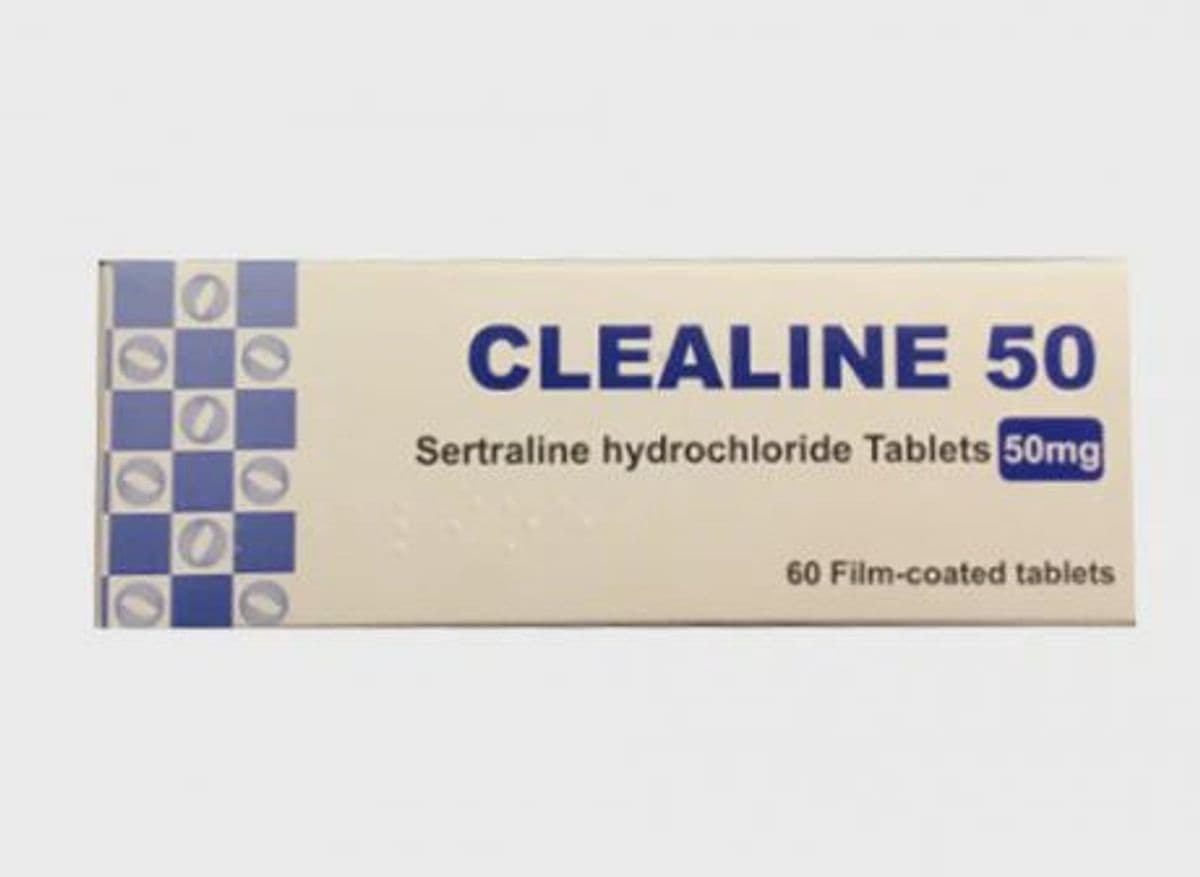 CLEALINE 50
Sertraline hydrochloride Tablets 50mg
60 Film-coated tablets